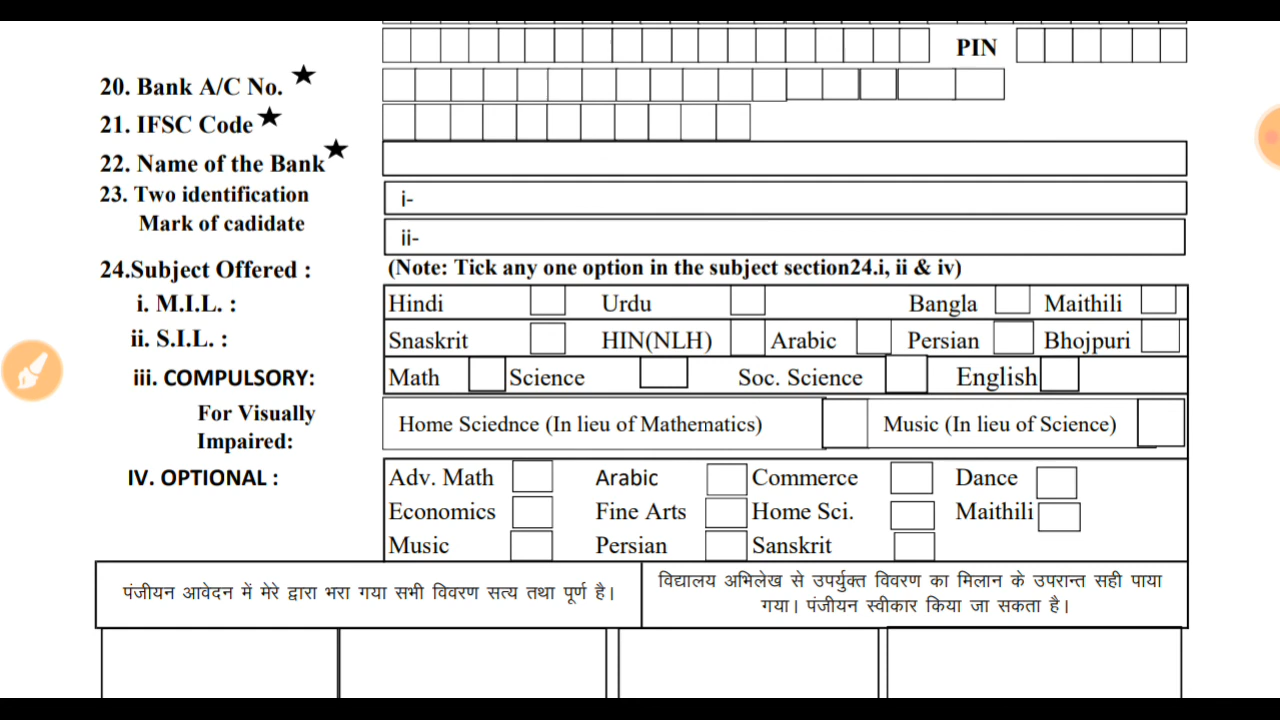 PIN
20. Bank A/C No. ★
21. IFSC Code ★
22. Name of the Bank ★
23. Two identification
Mark of cadidate
i-
ii-
24.Subject Offered : (Note: Tick any one option in the subject section24.i, ii & iv)
i. M.I.L. : Hindi Urdu Bangla Maithili
ii. S.I.L. : Snaskrit HIN(NLH) Arabic Persian Bhojpuri
iii. COMPULSORY: Math Science Soc. Science English
For Visually
Impaired:
Home Sciednce (In lieu of Mathematics) Music (In lieu of Science)
IV. OPTIONAL : Adv. Math Arabic Commerce Dance
Economics Fine Arts Home Sci. Maithili
Music Persian Sanskrit
पंजीयन आवेदन में मेरे द्वारा भरा गया सभी विवरण सत्य तथा पूर्ण है।
विद्यालय अभिलेख से उपर्युक्त विवरण का मिलान के उपरान्त सही पाया
गया। पंजीयन स्वीकार किया जा सकता है।